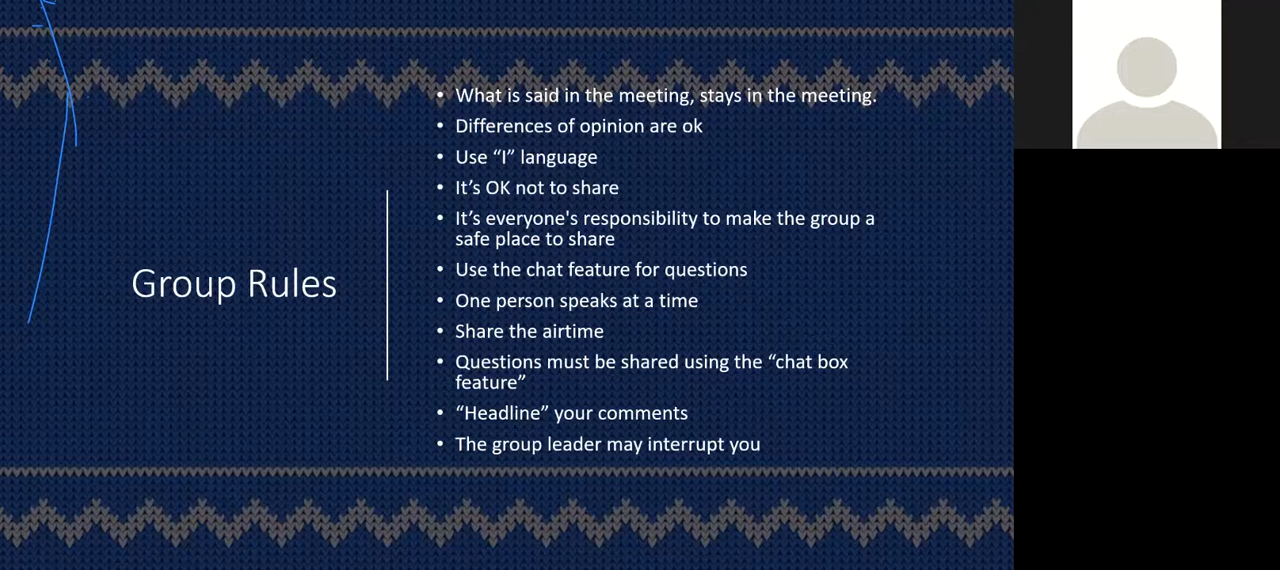 Group Rules
• What is said in the meeting, stays in the meeting.
• Differences of opinion are ok
• Use “I” language
• It’s OK not to share
• It’s everyone's responsibility to make the group a
safe place to share
• Use the chat feature for questions
• One person speaks at a time
• Share the airtime
• Questions must be shared using the “chat box
feature”
• “Headline” your comments
• The group leader may interrupt you